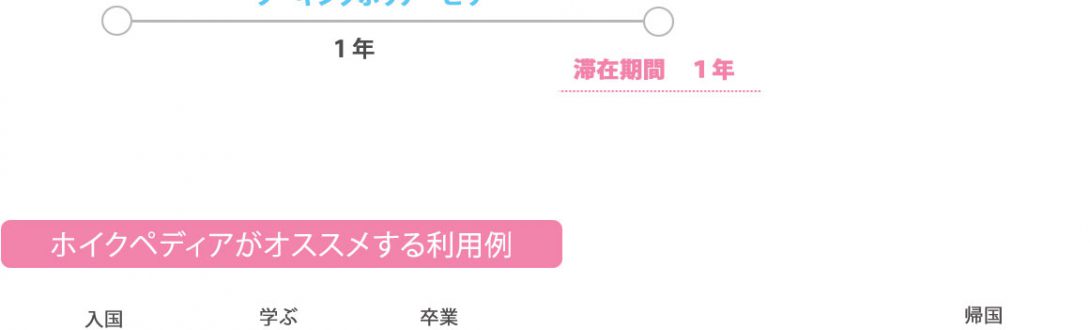 1年
滞在期間　1年
ホイクペディアがオススメする利用例
入国　学ぶ　卒業　帰国